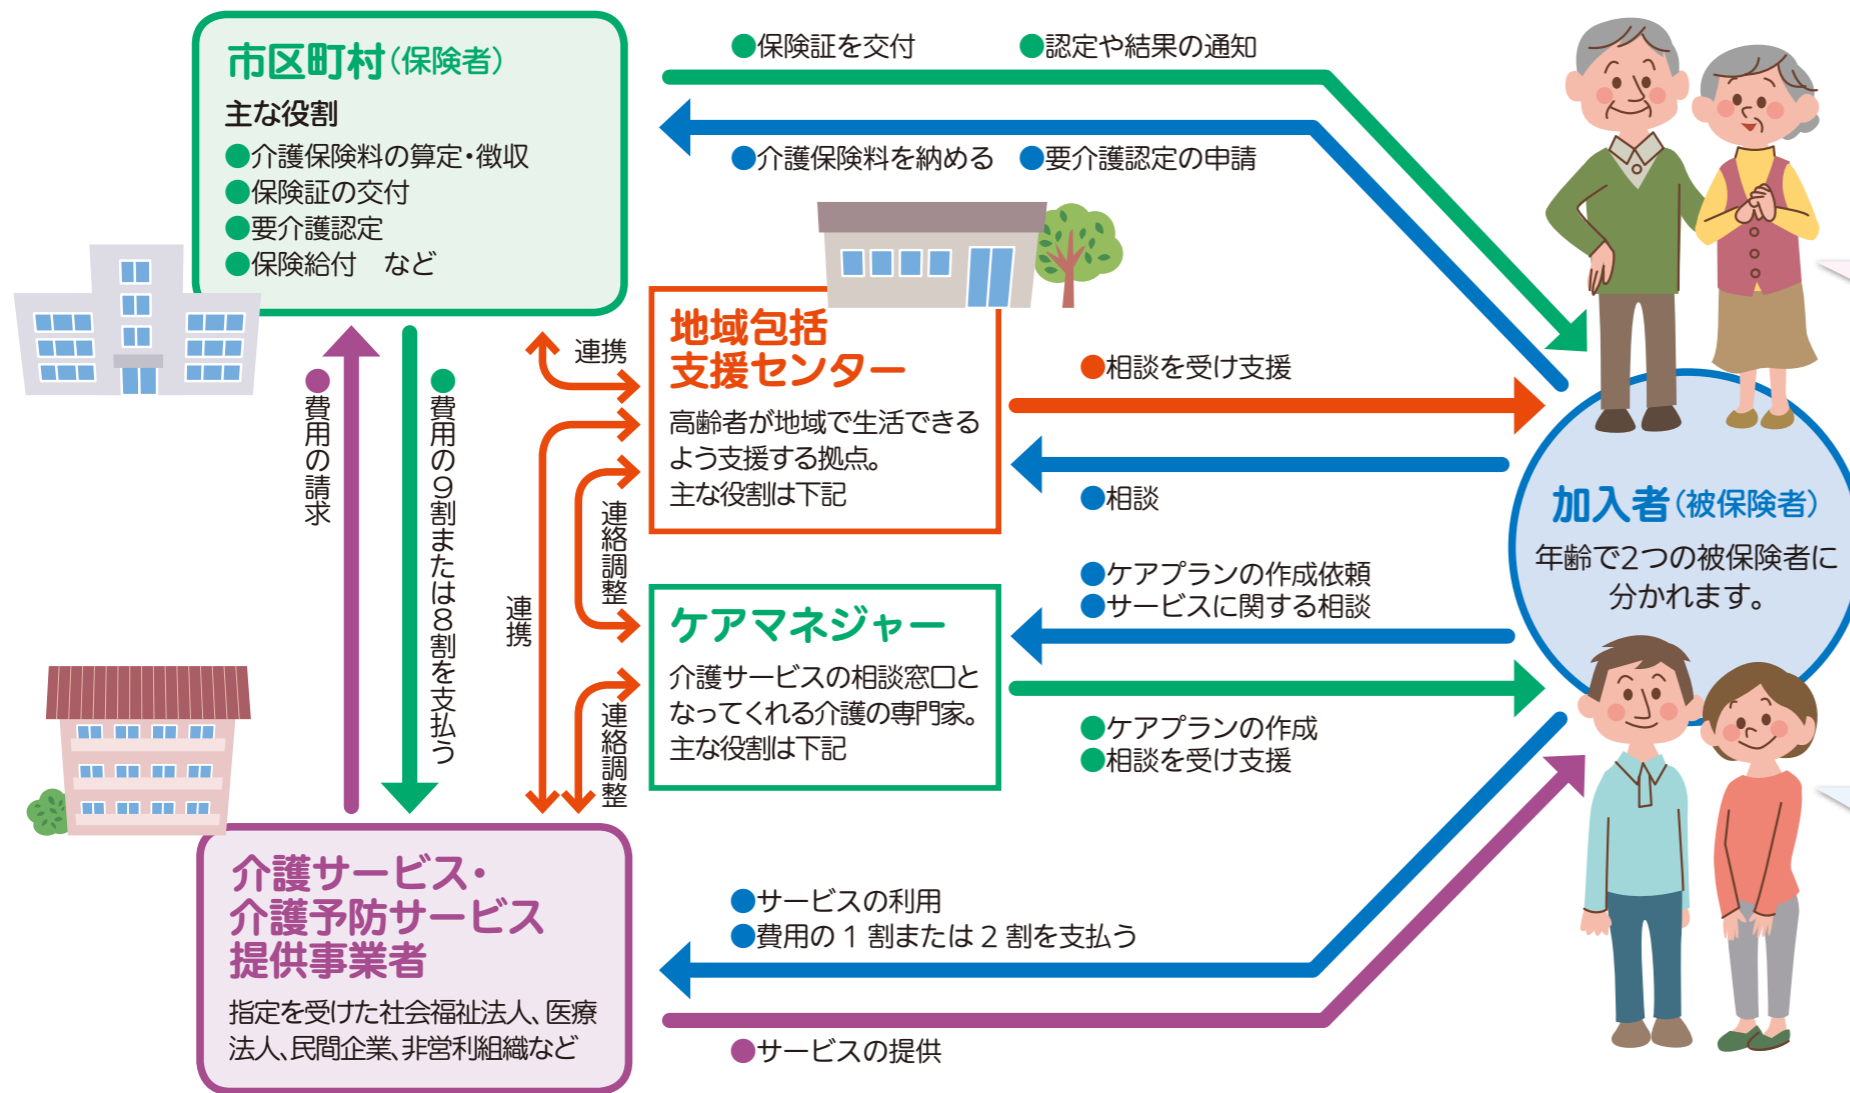 市区町村(保険者)
主な役割
●介護保険料の算定・徴収
●保険証の交付
●要介護認定
●保険給付　など
●保険証を交付
●認定や結果の通知
●介護保険料を納める
●要介護認定の申請
地域包括
支援センター
高齢者が地域で生活できる
よう支援する拠点。
主な役割は下記
連携
●費用の請求
●費用の9割または8割を支払う
連携
連絡調整
連絡調整
●相談を受け支援
●相談
加入者(被保険者)
年齢で2つの被保険者に
分かれます。
ケアマネジャー
介護サービスの相談窓口と
なってくれる介護の専門家。
主な役割は下記
●ケアプランの作成依頼
●サービスに関する相談
●ケアプランの作成
●相談を受け支援
介護サービス・
介護予防サービス
提供事業者
指定を受けた社会福祉法人、医療
法人、民間企業、非営利組織など
●サービスの利用
●費用の 1 割または 2 割を支払う
●サービスの提供